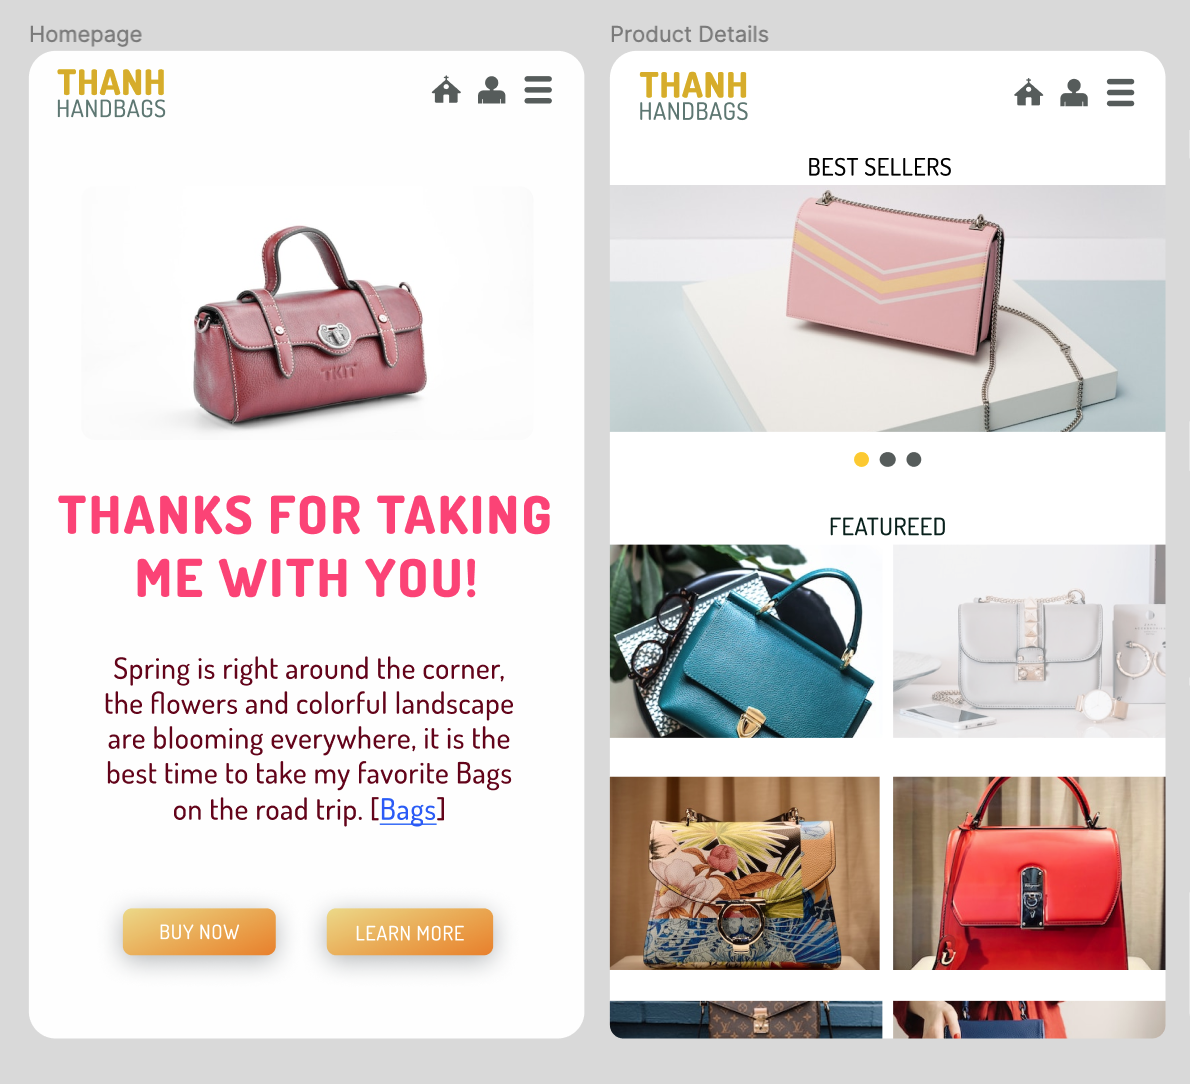 Homepage
THANH
HANDBAGS
TKIT
THANKS FOR TAKING
ME WITH YOU!
Spring is right around the corner,
the flowers and colorful landscape
are blooming everywhere, it is the
best time to take my favorite Bags
on the road trip. [Bags]
BUY NOW
LEARN MORE
Product Details
THANH
HANDBAGS
BEST SELLERS
FEATUREED